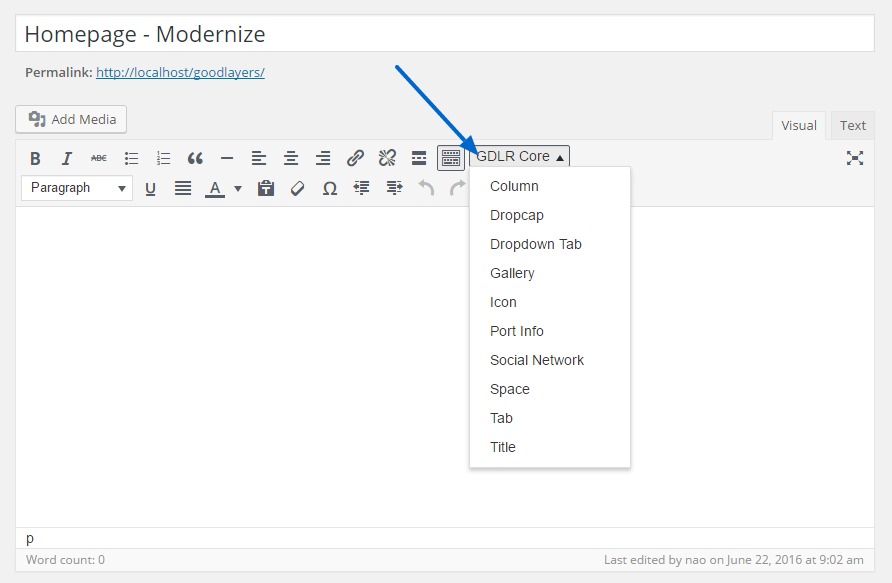 Homepage - Modernize
Permalink: http://localhost/goodlayers/
Add Media
Visual Text
B I ABC GDLR Core
Paragraph U A T Ω
Column
Dropcap
Dropdown Tab
Gallery
Icon
Port Info
Social Network
Space
Tab
Title
p
Word count: 0 Last edited by nao on June 22, 2016 at 9:02 am